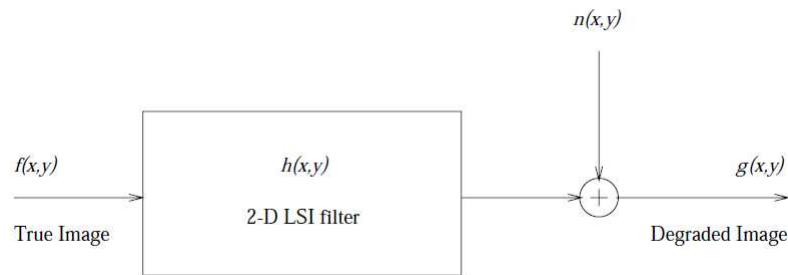 n(x,y)
f(x,y)
h(x,y)
g(x,y)
+
2-D LSI filter
True Image
Degraded Image